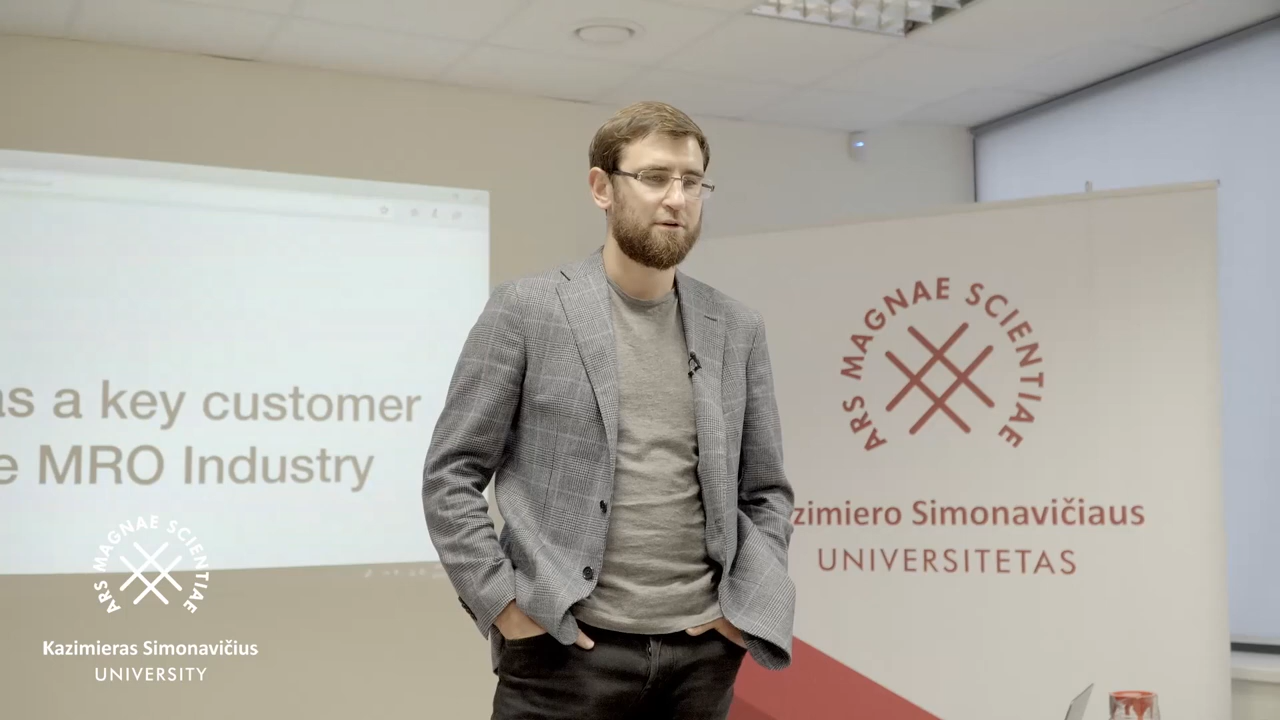 as a key customer
e MRO Industry
ARS MAGNAE SCIENTIAE
Kazimieras Simonavičius
UNIVERSITY
ARS MAGNAE SCIENTIAE
zimiero Simonavičiaus
UNIVERSITETAS